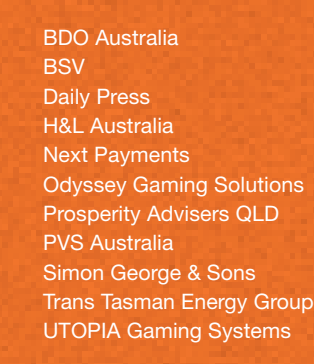 BDO Australia
BSV
Daily Press
H&L Australia
Next Payments
Odyssey Gaming Solutions
Prosperity Advisers QLD
PVS Australia
Simon George & Sons
Trans Tasman Energy Group
UTOPIA Gaming Systems